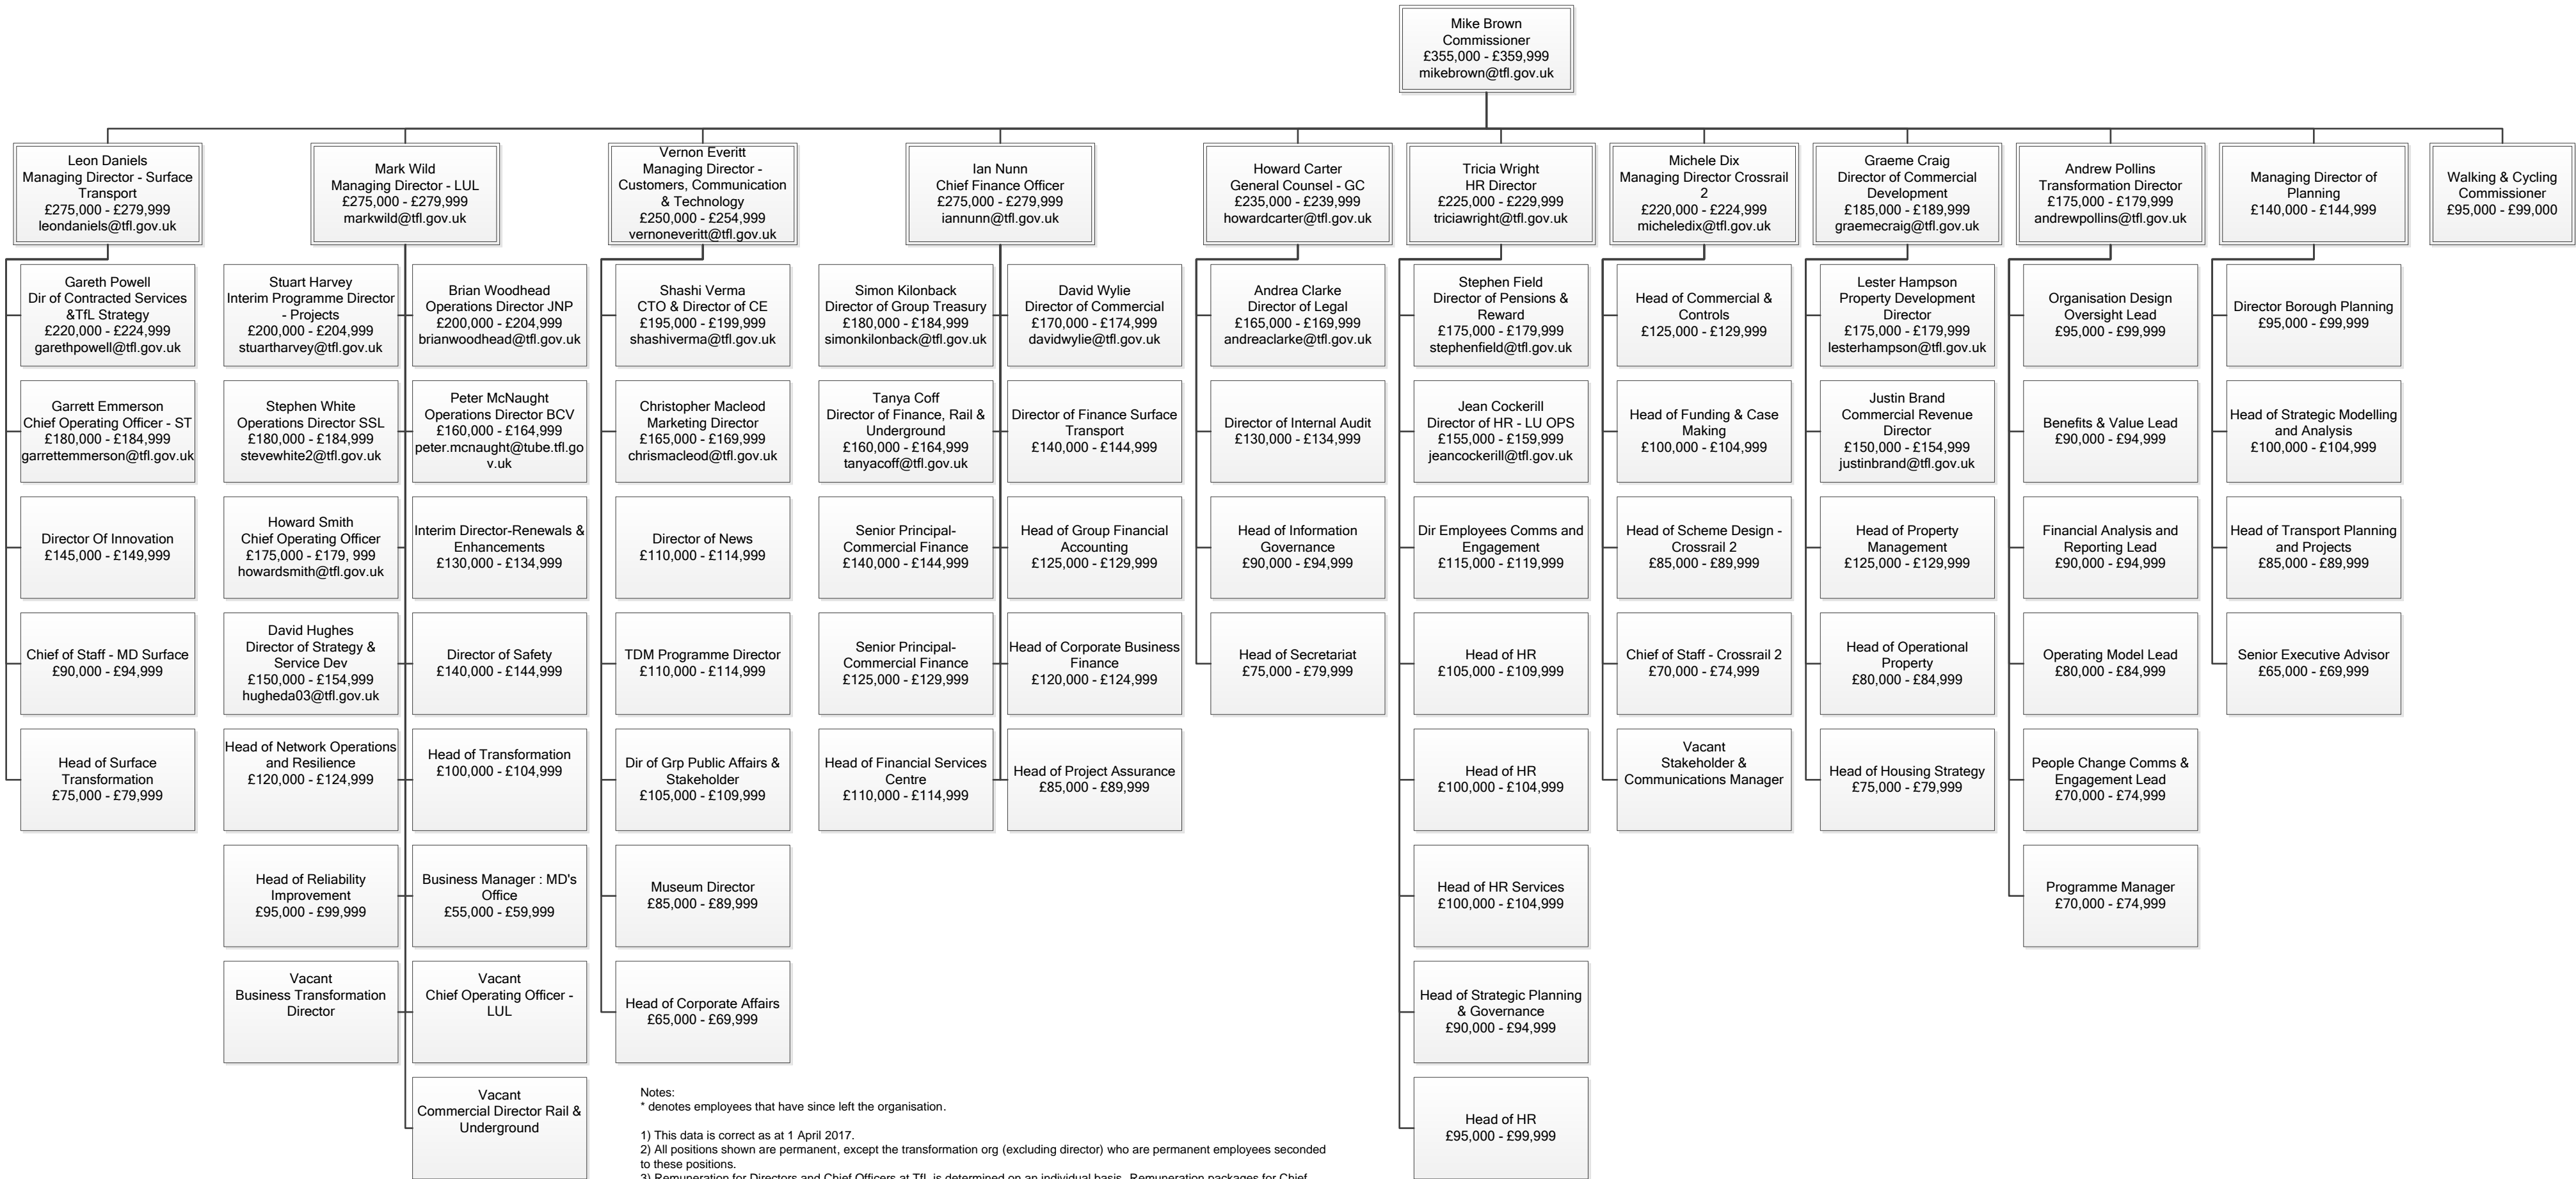 Mike Brown
Commissioner
£355,000 - £359,999
mikebrown@tfl.gov.uk
Leon Daniels
Managing Director - Surface
Transport
£275,000 - £279,999
leondaniels@tfl.gov.uk
Mark Wild
Managing Director - LUL
£275,000 - £279,999
markwild@tfl.gov.uk
Vernon Everitt
Managing Director -
Customers, Communication
& Technology
£250,000 - £254,999
vernoneveritt@tfl.gov.uk
Ian Nunn
Chief Finance Officer
£275,000 - £279,999
iannunn@tfl.gov.uk
Howard Carter
General Counsel - GC
£235,000 - £239,999
howardcarter@tfl.gov.uk
Tricia Wright
HR Director
£225,000 - £229,999
triciawright@tfl.gov.uk
Michele Dix
Managing Director Crossrail
2
£220,000 - £224,999
micheledix@tfl.gov.uk
Graeme Craig
Director of Commercial
Development
£185,000 - £189,999
graemecraig@tfl.gov.uk
Andrew Pollins
Transformation Director
£175,000 - £179,999
andrewpollins@tfl.gov.uk
Managing Director of
Planning
£140,000 - £144,999
Walking & Cycling
Commissioner
£95,000 - £99,000
Gareth Powell
Dir of Contracted Services
&TfL Strategy
£220,000 - £224,999
garethpowell@tfl.gov.uk
Stuart Harvey
Interim Programme Director
- Projects
£200,000 - £204,999
stuartharvey@tfl.gov.uk
Brian Woodhead
Operations Director JNP
£200,000 - £204,999
brianwoodhead@tfl.gov.uk
Shashi Verma
CTO & Director of CE
£195,000 - £199,999
shashiverma@tfl.gov.uk
Simon Kilonback
Director of Group Treasury
£180,000 - £184,999
simonkilonback@tfl.gov.uk
David Wylie
Director of Commercial
£170,000 - £174,999
davidwylie@tfl.gov.uk
Andrea Clarke
Director of Legal
£165,000 - £169,999
andreaclarke@tfl.gov.uk
Stephen Field
Director of Pensions &
Reward
£175,000 - £179,999
stephenfield@tfl.gov.uk
Head of Commercial &
Controls
£125,000 - £129,999
Lester Hampson
Property Development
Director
£175,000 - £179,999
lesterhampson@tfl.gov.uk
Organisation Design
Oversight Lead
£95,000 - £99,999
Director Borough Planning
£95,000 - £99,999
Garrett Emmerson
Chief Operating Officer - ST
£180,000 - £184,999
garrettemmerson@tfl.gov.uk
Stephen White
Operations Director SSL
£180,000 - £184,999
stevewhite2@tfl.gov.uk
Peter McNaught
Operations Director BCV
£160,000 - £164,999
peter.mcnaught@tube.tfl.go
v.uk
Christopher Macleod
Marketing Director
£165,000 - £169,999
chrismacleod@tfl.gov.uk
Tanya Coff
Director of Finance, Rail &
Underground
£160,000 - £164,999
tanyacoff@tfl.gov.uk
Director of Finance Surface
Transport
£140,000 - £144,999
Director of Internal Audit
£130,000 - £134,999
Jean Cockerill
Director of HR - LU OPS
£155,000 - £159,999
jeancockerill@tfl.gov.uk
Head of Funding & Case
Making
£100,000 - £104,999
Justin Brand
Commercial Revenue
Director
£150,000 - £154,999
justinbrand@tfl.gov.uk
Benefits & Value Lead
£90,000 - £94,999
Head of Strategic Modelling
and Analysis
£100,000 - £104,999
Director Of Innovation
£145,000 - £149,999
Howard Smith
Chief Operating Officer
£175,000 - £179, 999
howardsmith@tfl.gov.uk
Interim Director-Renewals &
Enhancements
£130,000 - £134,999
Director of News
£110,000 - £114,999
Senior Principal-
Commercial Finance
£140,000 - £144,999
Head of Group Financial
Accounting
£125,000 - £129,999
Head of Information
Governance
£90,000 - £94,999
Dir Employees Comms and
Engagement
£115,000 - £119,999
Head of Scheme Design -
Crossrail 2
£85,000 - £89,999
Head of Property
Management
£125,000 - £129,999
Financial Analysis and
Reporting Lead
£90,000 - £94,999
Head of Transport Planning
and Projects
£85,000 - £89,999
Chief of Staff - MD Surface
£90,000 - £94,999
David Hughes
Director of Strategy &
Service Dev
£150,000 - £154,999
hugheda03@tfl.gov.uk
Director of Safety
£140,000 - £144,999
TDM Programme Director
£110,000 - £114,999
Senior Principal-
Commercial Finance
£125,000 - £129,999
Head of Corporate Business
Finance
£120,000 - £124,999
Head of Secretariat
£75,000 - £79,999
Head of HR
£105,000 - £109,999
Chief of Staff - Crossrail 2
£70,000 - £74,999
Head of Operational
Property
£80,000 - £84,999
Operating Model Lead
£80,000 - £84,999
Senior Executive Advisor
£65,000 - £69,999
Head of Surface
Transformation
£75,000 - £79,999
Head of Network Operations
and Resilience
£120,000 - £124,999
Head of Transformation
£100,000 - £104,999
Dir of Grp Public Affairs &
Stakeholder
£105,000 - £109,999
Head of Financial Services
Centre
£110,000 - £114,999
Head of Project Assurance
£85,000 - £89,999
Head of HR
£100,000 - £104,999
Vacant
Stakeholder &
Communications Manager
Head of Housing Strategy
£75,000 - £79,999
People Change Comms &
Engagement Lead
£70,000 - £74,999
Head of Reliability
Improvement
£95,000 - £99,999
Business Manager : MD's
Office
£55,000 - £59,999
Museum Director
£85,000 - £89,999
Head of HR Services
£100,000 - £104,999
Programme Manager
£70,000 - £74,999
Vacant
Business Transformation
Director
Vacant
Chief Operating Officer -
LUL
Head of Corporate Affairs
£65,000 - £69,999
Head of Strategic Planning
& Governance
£90,000 - £94,999
Vacant
Commercial Director Rail &
Underground
Head of HR
£95,000 - £99,999
Notes:
* denotes employees that have since left the organisation.
1) This data is correct as at 1 April 2017.
2) All positions shown are permanent, except the transformation org (excluding director) who are permanent employees seconded
to these positions.
3) Remuneration for Directors and Chief Officers at TfL is determined on an individual basis. Remuneration packages for Chief